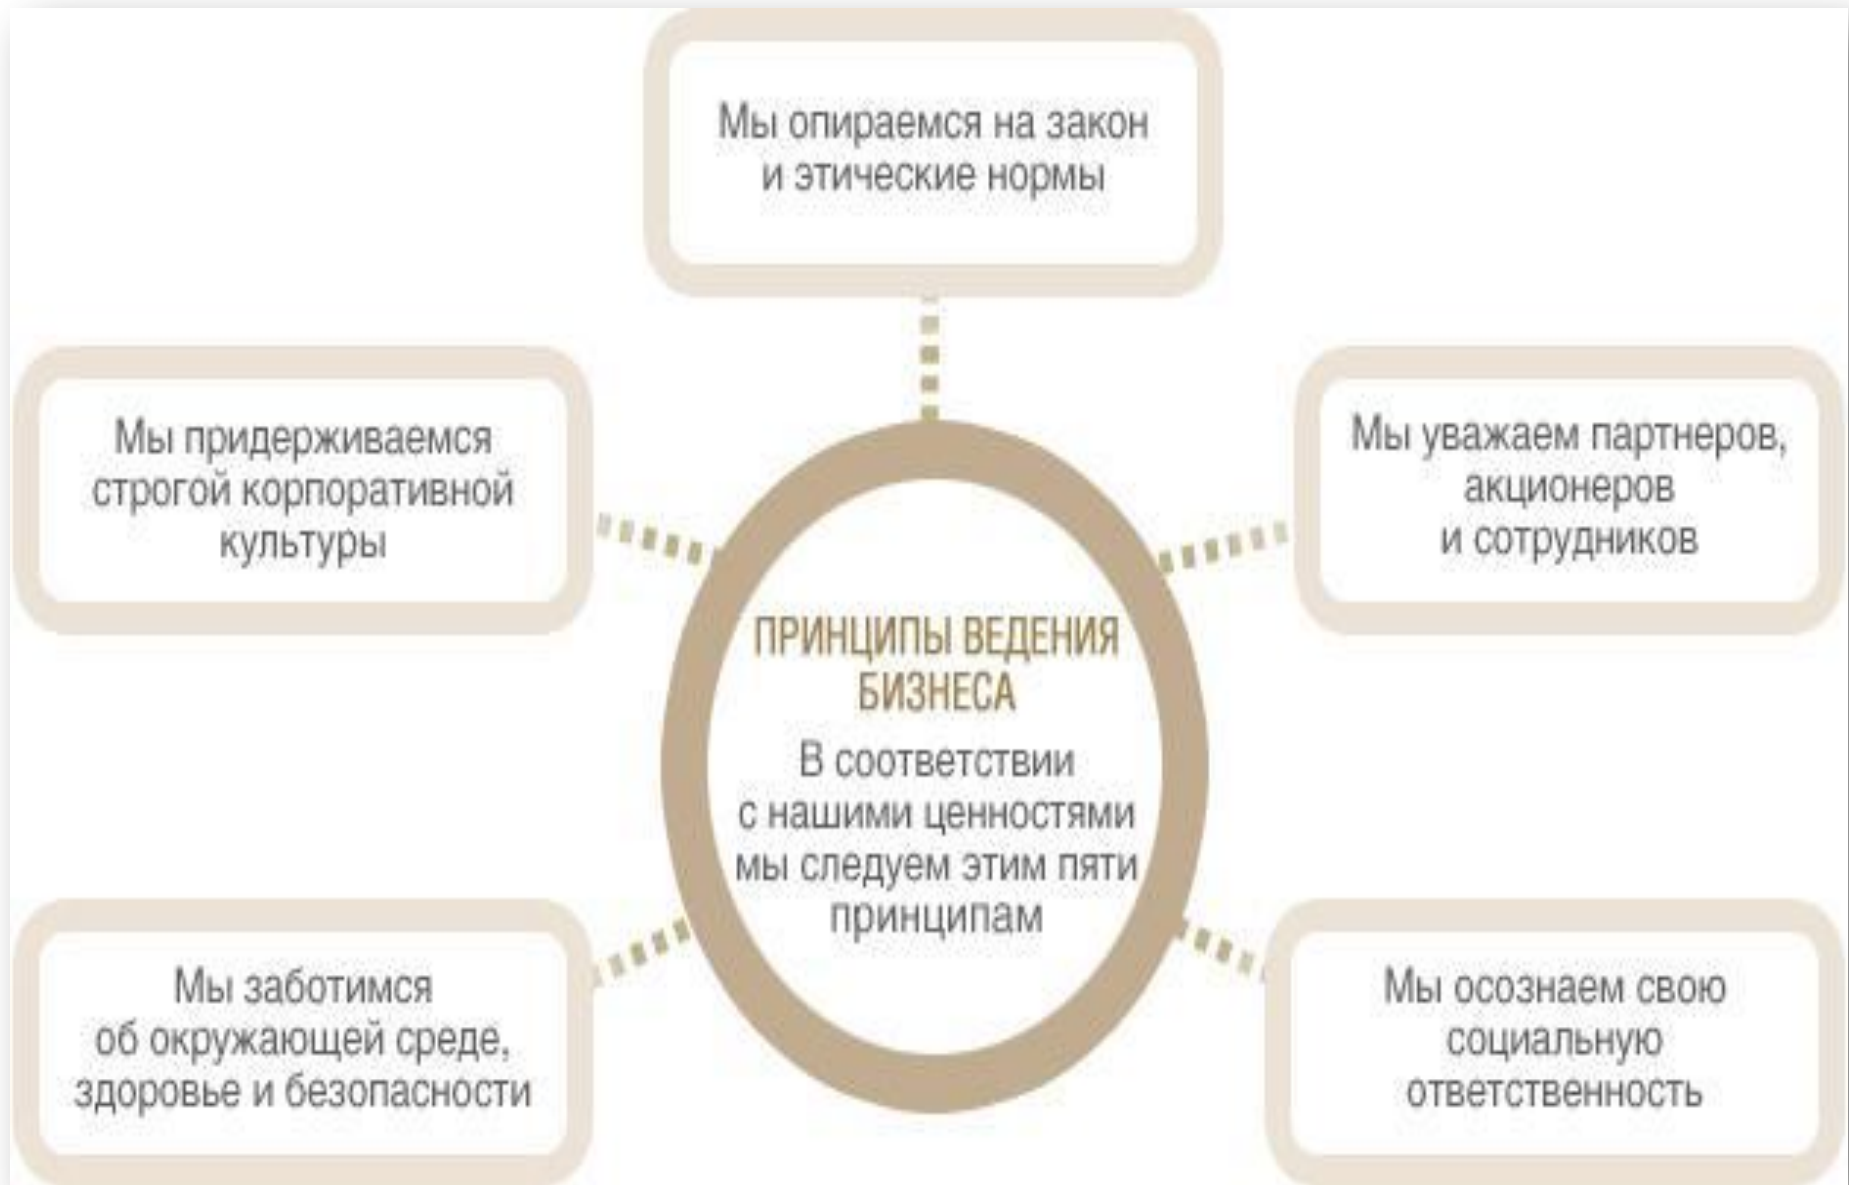 Мы опираемся на закон
и этические нормы
Мы придерживаемся
строгой корпоративной
культуры
Мы уважаем партнеров,
акционеров
и сотрудников
ПРИНЦИПЫ ВЕДЕНИЯ
БИЗНЕСА
В соответствии
с нашими ценностями
мы следуем этим пяти
принципам
Мы заботимся
об окружающей среде,
здоровье и безопасности
Мы осознаем свою
социальную
ответственность